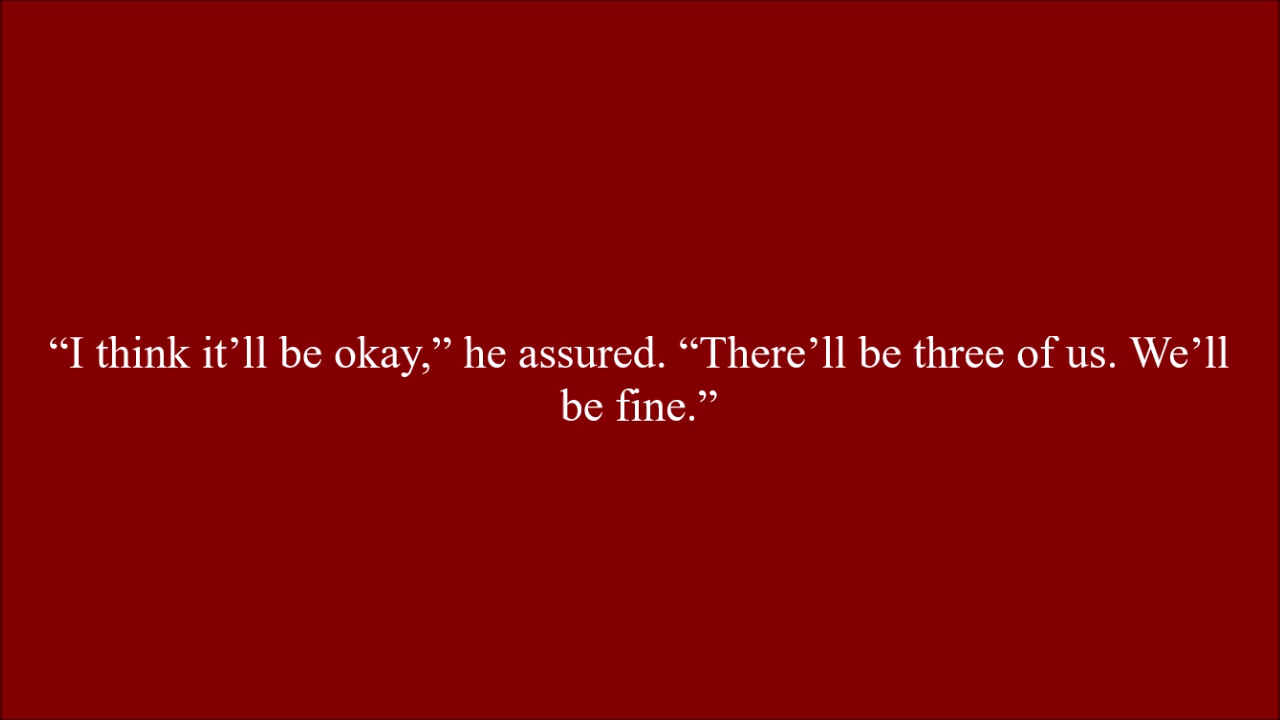 “I think it’ll be okay,” he assured. “There’ll be three of us. We’ll
be fine.”